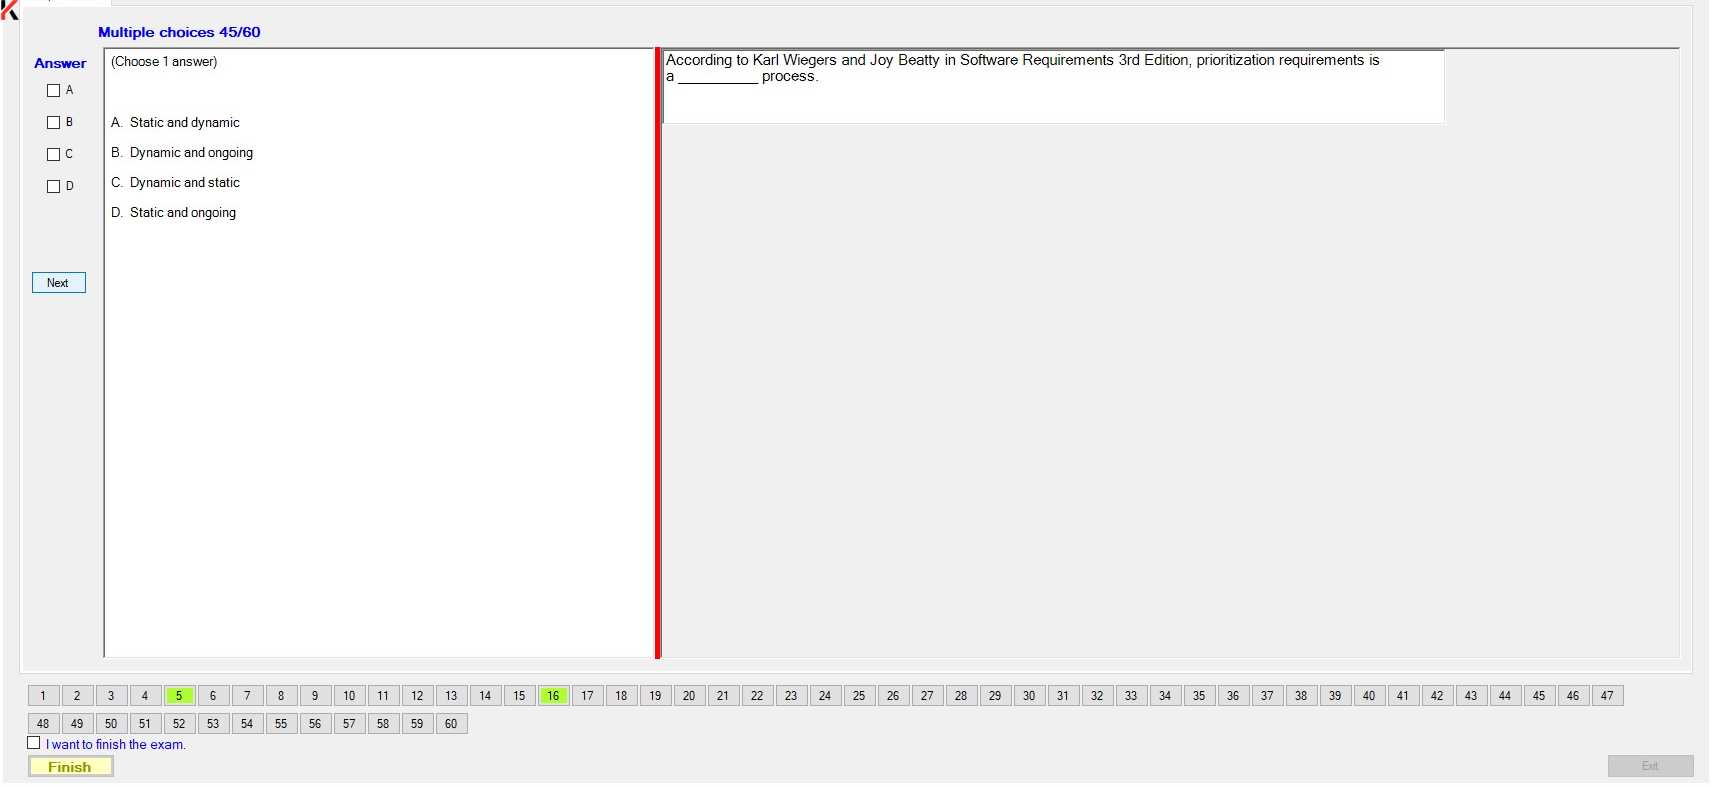 Multiple choices 45/60
Answer
A
B
C
D
Next
(Choose 1 answer)
A. Static and dynamic
B. Dynamic and ongoing
C. Dynamic and static
D. Static and ongoing
According to Karl Wiegers and Joy Beatty in Software Requirements 3rd Edition, prioritization requirements is
a __________ process.
1 2 3 4 5 6 7 8 9 10 11 12 13 14 15 16 17 18 19 20 21 22 23 24 25 26 27 28 29 30 31 32 33 34 35 36 37 38 39 40 41 42 43 44 45 46 47
48 49 50 51 52 53 54 55 56 57 58 59 60
I want to finish the exam.
Finish
Exit